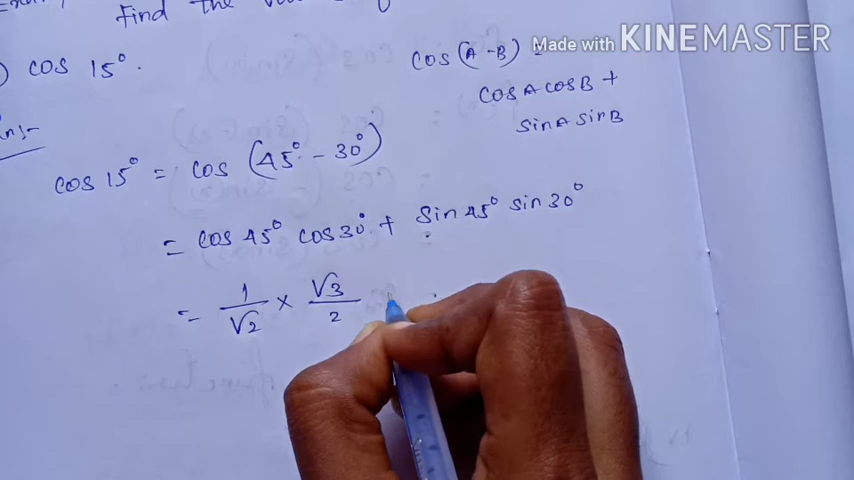 Find the
Made with KINEMASTER
) cos 15°.
cos (A - B) =
cos A cos B +
sin A sin B
ns:-
cos 15° = cos (45° - 30°)
= cos 45° cos 30° + sin 45° sin 30°
= 1/√2 × √3/2